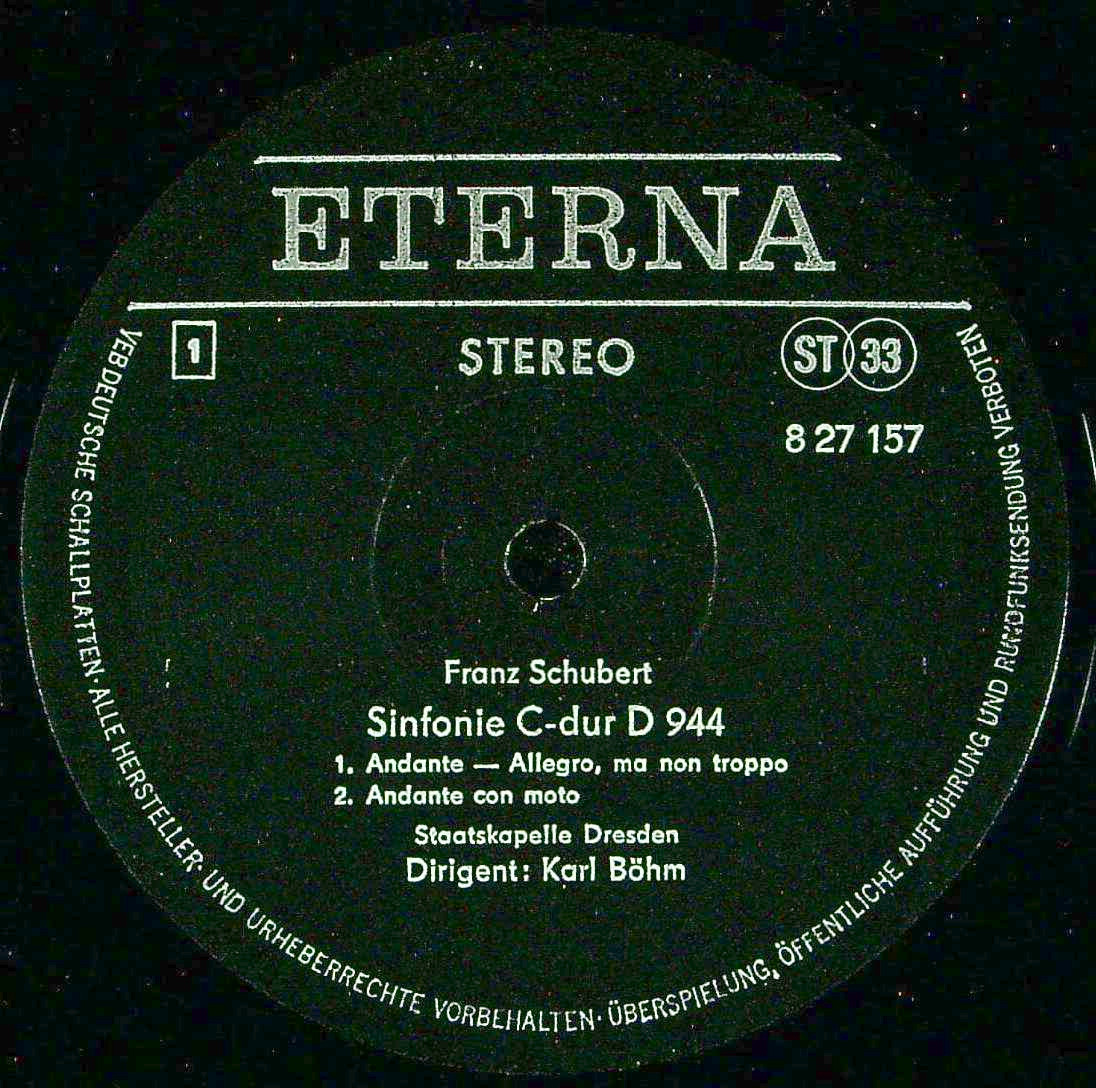 ETERNA
1
STEREO
ST 33
8 27 157
Franz Schubert
Sinfonie C-dur D 944
1. Andante — Allegro, ma non troppo
2. Andante con moto
Staatskapelle Dresden
Dirigent: Karl Böhm
VEB DEUTSCHE SCHALLPLATTEN· ALLE HERSTELLER· UND URHEBERRECHTE VORBEHALTEN· ÜBERSPIELUNG, ÖFFENTLICHE AUFFÜHRUNG UND RUNDFUNKSENDUNG VERBOTEN